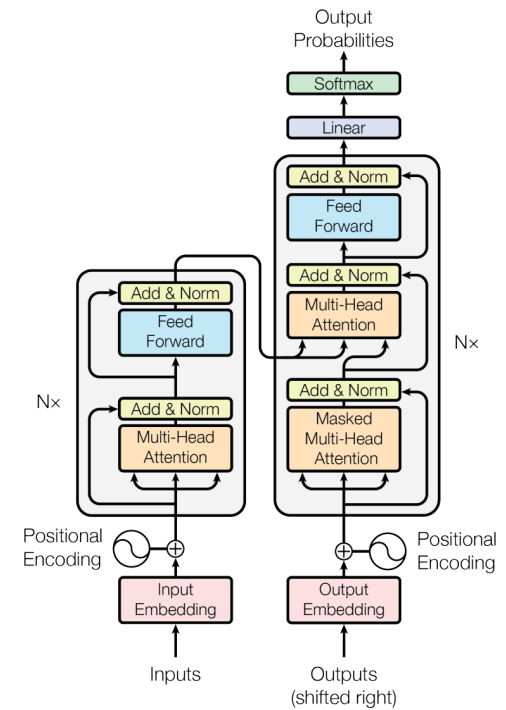 Output
Probabilities
Softmax
Linear
Add & Norm
Feed
Forward
Add & Norm
Multi-Head
Attention
Add & Norm
Masked
Multi-Head
Attention
Nx
Add & Norm
Feed
Forward
Add & Norm
Multi-Head
Attention
Nx
Positional
Encoding
Input
Embedding
Inputs
Positional
Encoding
Output
Embedding
Outputs
(shifted right)